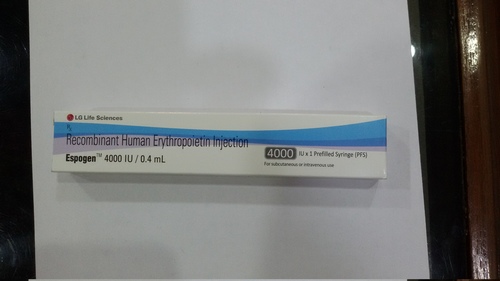 LG Life Sciences
Rx
Recombinant Human Erythropoietin Injection
Espogen™ 4000 IU / 0.4 mL
4000 IU x 1 Prefilled Syringe (PFS)
For subcutaneous or intravenous use